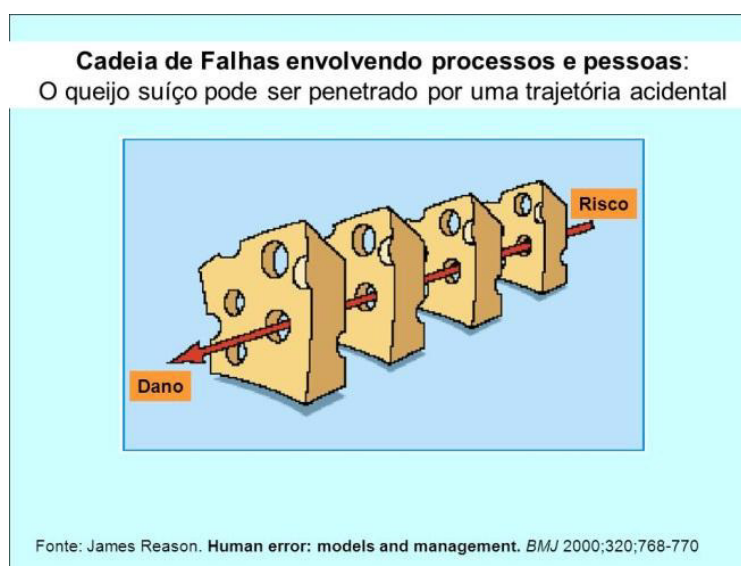 Cadeia de Falhas envolvendo processos e pessoas:
O queijo suíço pode ser penetrado por uma trajetória acidental
Risco
Dano
Fonte: James Reason. Human error: models and management. BMJ 2000;320;768-770